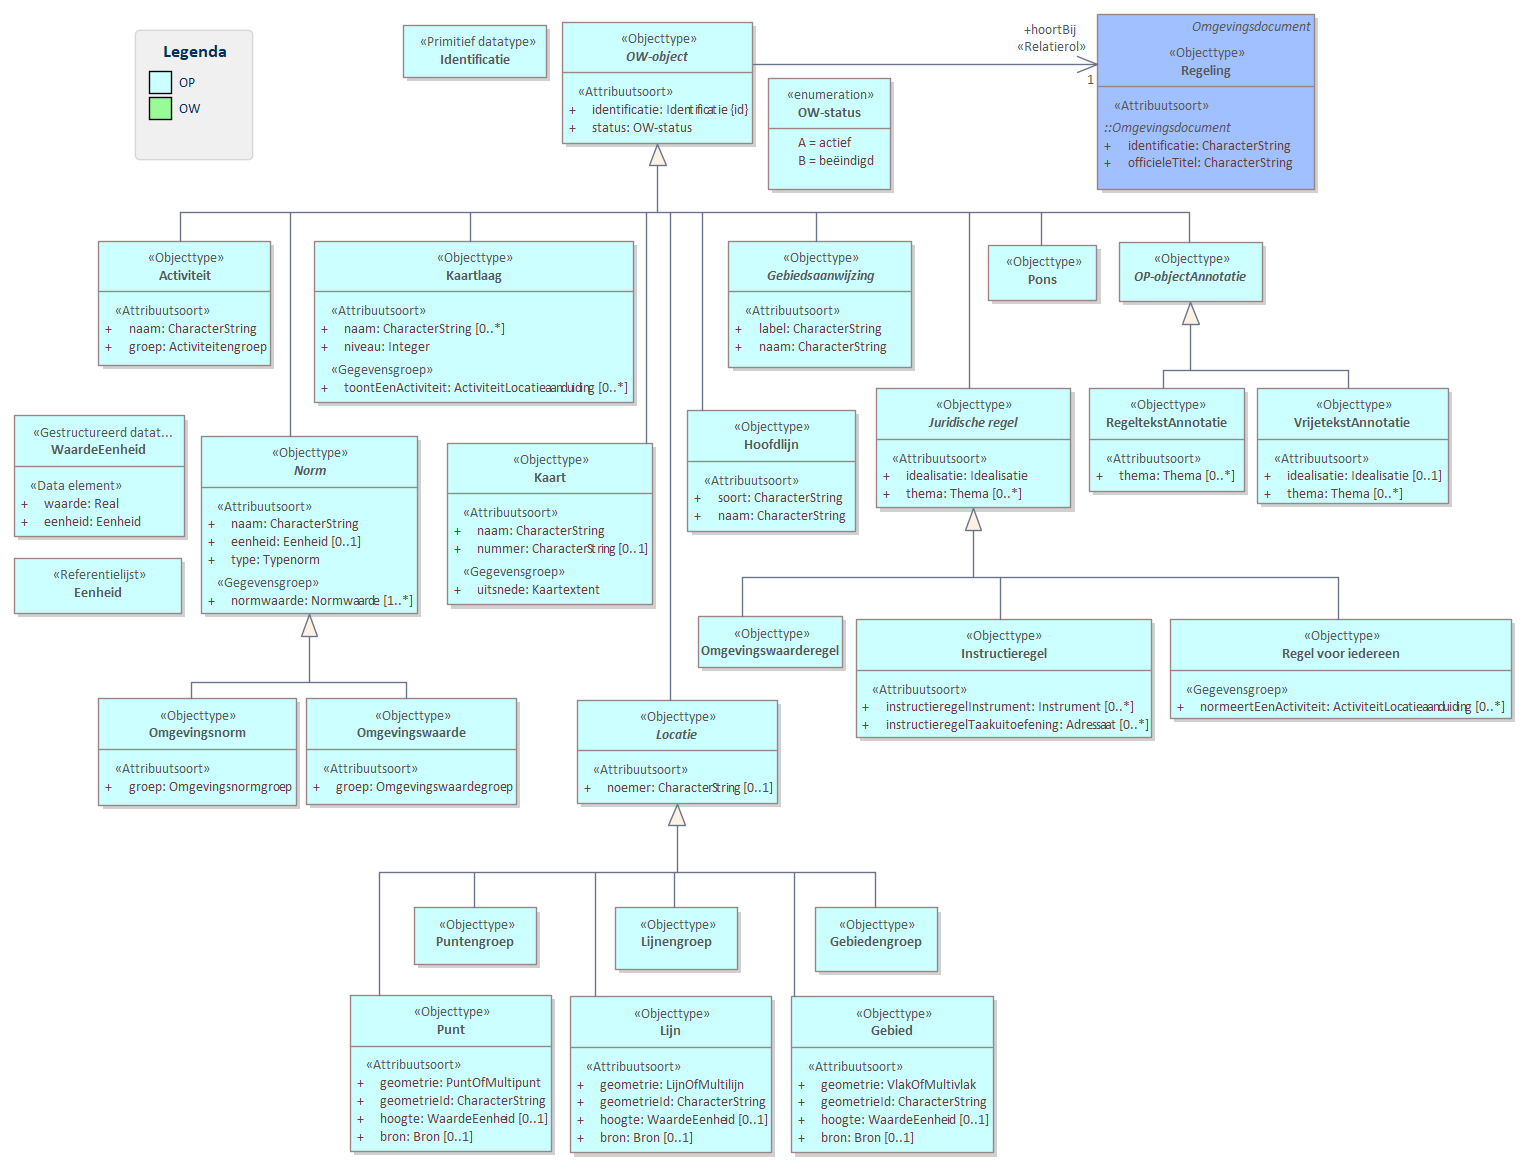 Legenda
OP
OW
«Primitief datatype»
Identificatie
«Objecttype»
OW-object
«Attribuutsoort»
+ identificatie: Identificatie {id}
+ status: OW-status
+hoortBij
«Relatierol»
1
«enumeration»
OW-status
A = actief
B = beëindigd
Omgevingsdocument
«Objecttype»
Regeling
«Attribuutsoort»
::Omgevingsdocument
+ identificatie: CharacterString
+ officieleTitel: CharacterString
«Objecttype»
Activiteit
«Attribuutsoort»
+ naam: CharacterString
+ groep: Activiteitengroep
«Objecttype»
Kaartlaag
«Attribuutsoort»
+ naam: CharacterString [0..*]
+ niveau: Integer
«Gegevensgroep»
+ toontEenActiviteit: ActiviteitLocatieaanduiding [0..*]
«Objecttype»
Gebiedsaanwijzing
«Attribuutsoort»
+ label: CharacterString
+ naam: CharacterString
«Objecttype»
Pons
«Objecttype»
OP-objectAnnotatie
«Gestructureerd datat...
WaardeEenheid
«Data element»
+ waarde: Real
+ eenheid: Eenheid
«Referentielijst»
Eenheid
«Objecttype»
Norm
«Attribuutsoort»
+ naam: CharacterString
+ eenheid: Eenheid [0..1]
+ type: Typenorm
«Gegevensgroep»
+ normwaarde: Normwaarde [1..*]
«Objecttype»
Kaart
«Attribuutsoort»
+ naam: CharacterString
+ nummer: CharacterString [0..1]
«Gegevensgroep»
+ uitsnede: Kaartextent
«Objecttype»
Hoofdlijn
«Attribuutsoort»
+ soort: CharacterString
+ naam: CharacterString
«Objecttype»
Juridische regel
«Attribuutsoort»
+ idealisatie: Idealisatie
+ thema: Thema [0..*]
«Objecttype»
RegeltekstAnnotatie
«Attribuutsoort»
+ thema: Thema [0..*]
«Objecttype»
VrijetekstAnnotatie
«Attribuutsoort»
+ idealisatie: Idealisatie [0..1]
+ thema: Thema [0..*]
«Objecttype»
Omgevingswaarderegel
«Objecttype»
Instructieregel
«Attribuutsoort»
+ instructieregelInstrument: Instrument [0..*]
+ instructieregelTaakuitoefening: Adressaat [0..*]
«Objecttype»
Regel voor iedereen
«Gegevensgroep»
+ normeertEenActiviteit: ActiviteitLocatieaanduiding [0..*]
«Objecttype»
Omgevingsnorm
«Attribuutsoort»
+ groep: Omgevingsnormgroep
«Objecttype»
Omgevingswaarde
«Attribuutsoort»
+ groep: Omgevingswaardegroep
«Objecttype»
Locatie
«Attribuutsoort»
+ noemer: CharacterString [0..1]
«Objecttype»
Puntengroep
«Objecttype»
Lijnengroep
«Objecttype»
Gebiedengroep
«Objecttype»
Punt
«Attribuutsoort»
+ geometrie: PuntOfMultipunt
+ geometrieId: CharacterString
+ hoogte: WaardeEenheid [0..1]
+ bron: Bron [0..1]
«Objecttype»
Lijn
«Attribuutsoort»
+ geometrie: LijnOfMultilijn
+ geometrieId: CharacterString
+ hoogte: WaardeEenheid [0..1]
+ bron: Bron [0..1]
«Objecttype»
Gebied
«Attribuutsoort»
+ geometrie: VlakOfMultivlak
+ geometrieId: CharacterString
+ hoogte: WaardeEenheid [0..1]
+ bron: Bron [0..1]